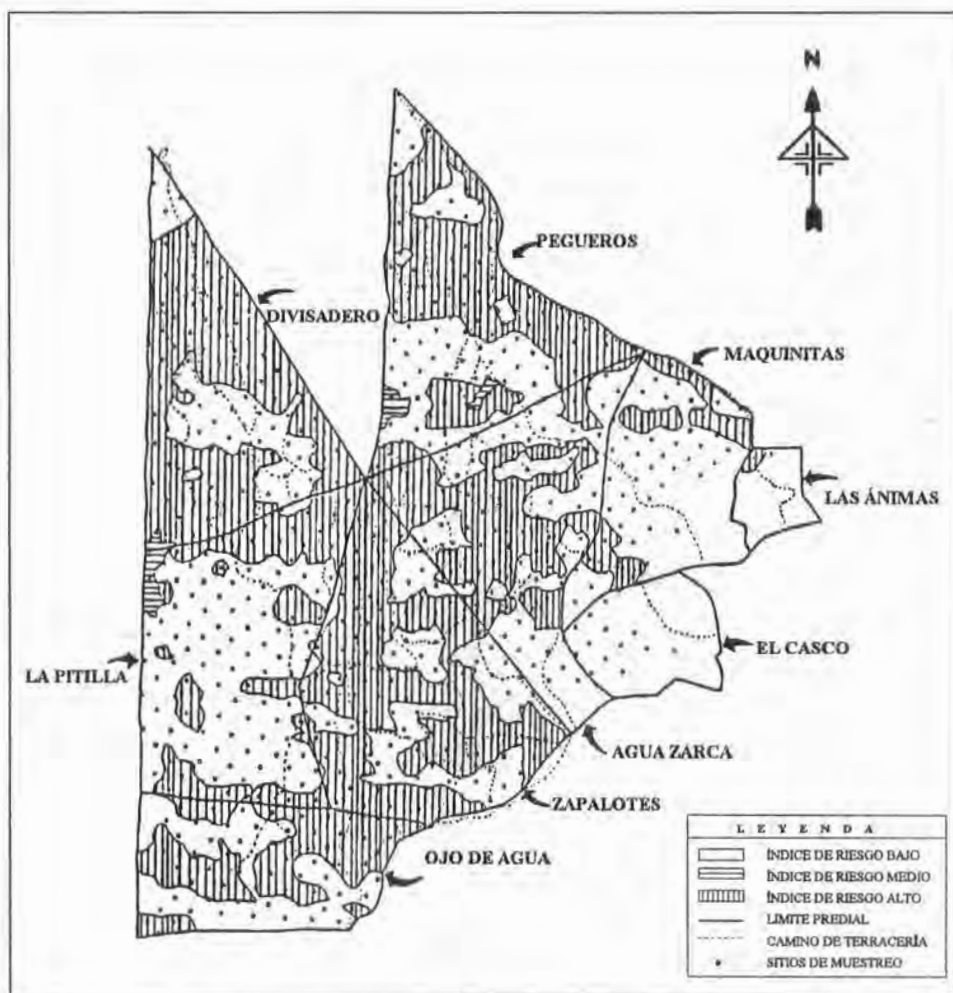 N
PEGUEROS
DIVISADERO
MAQUINITAS
LAS ÁNIMAS
EL CASCO
LA PITILLA
AGUA ZARCA
ZAPALOTES
OJO DE AGUA
LEYENDA
ÍNDICE DE RIESGO BAJO
ÍNDICE DE RIESGO MEDIO
ÍNDICE DE RIESGO ALTO
LIMITE PREDIAL
CAMINO DE TERRACERÍA
SITIOS DE MUESTREO